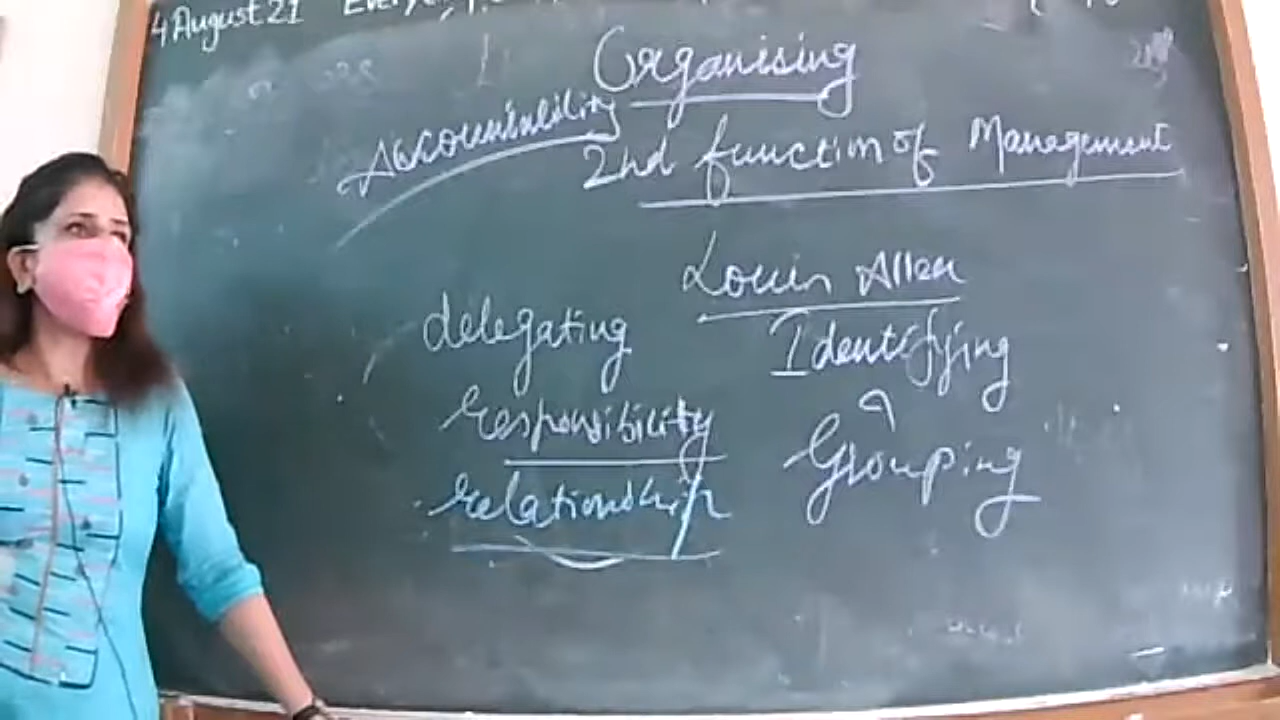 4 August 21
Organising
Accountability
2nd function of Management
Louis Allen
delegating
Identifying
responsibility
Grouping
relationship